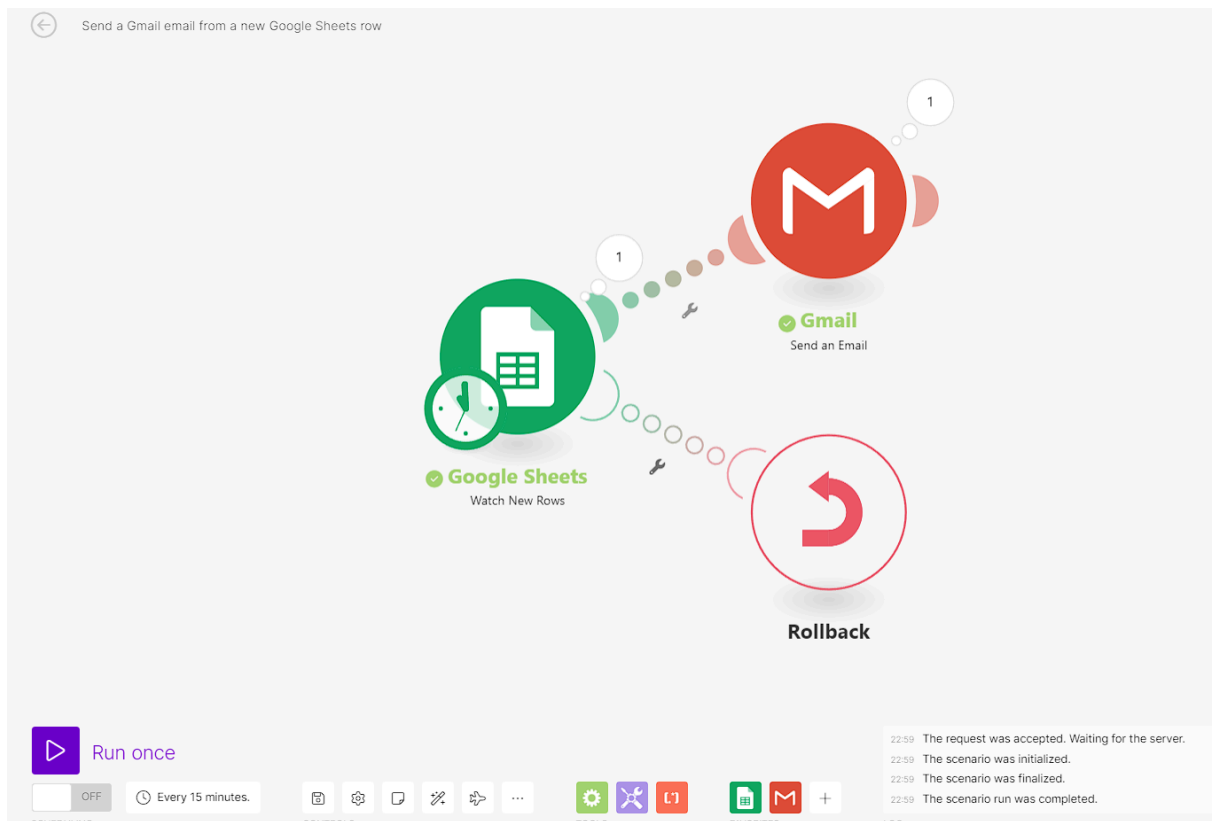 Send a Gmail email from a new Google Sheets row
1
1
Gmail
Send an Email
Google Sheets
Watch New Rows
Rollback
Run once
OFF
Every 15 minutes.
22:59 The request was accepted. Waiting for the server.
22:59 The scenario was initialized.
22:59 The scenario was finalized.
22:59 The scenario run was completed.